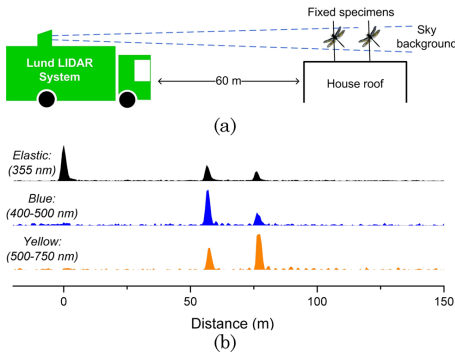 Fixed specimens
Sky
background
Lund LIDAR
System
60 m
House roof
(a)
Elastic:
(355 nm)
Blue:
(400-500 nm)
Yellow:
(500-750 nm)
0 50 100 150
Distance (m)
(b)